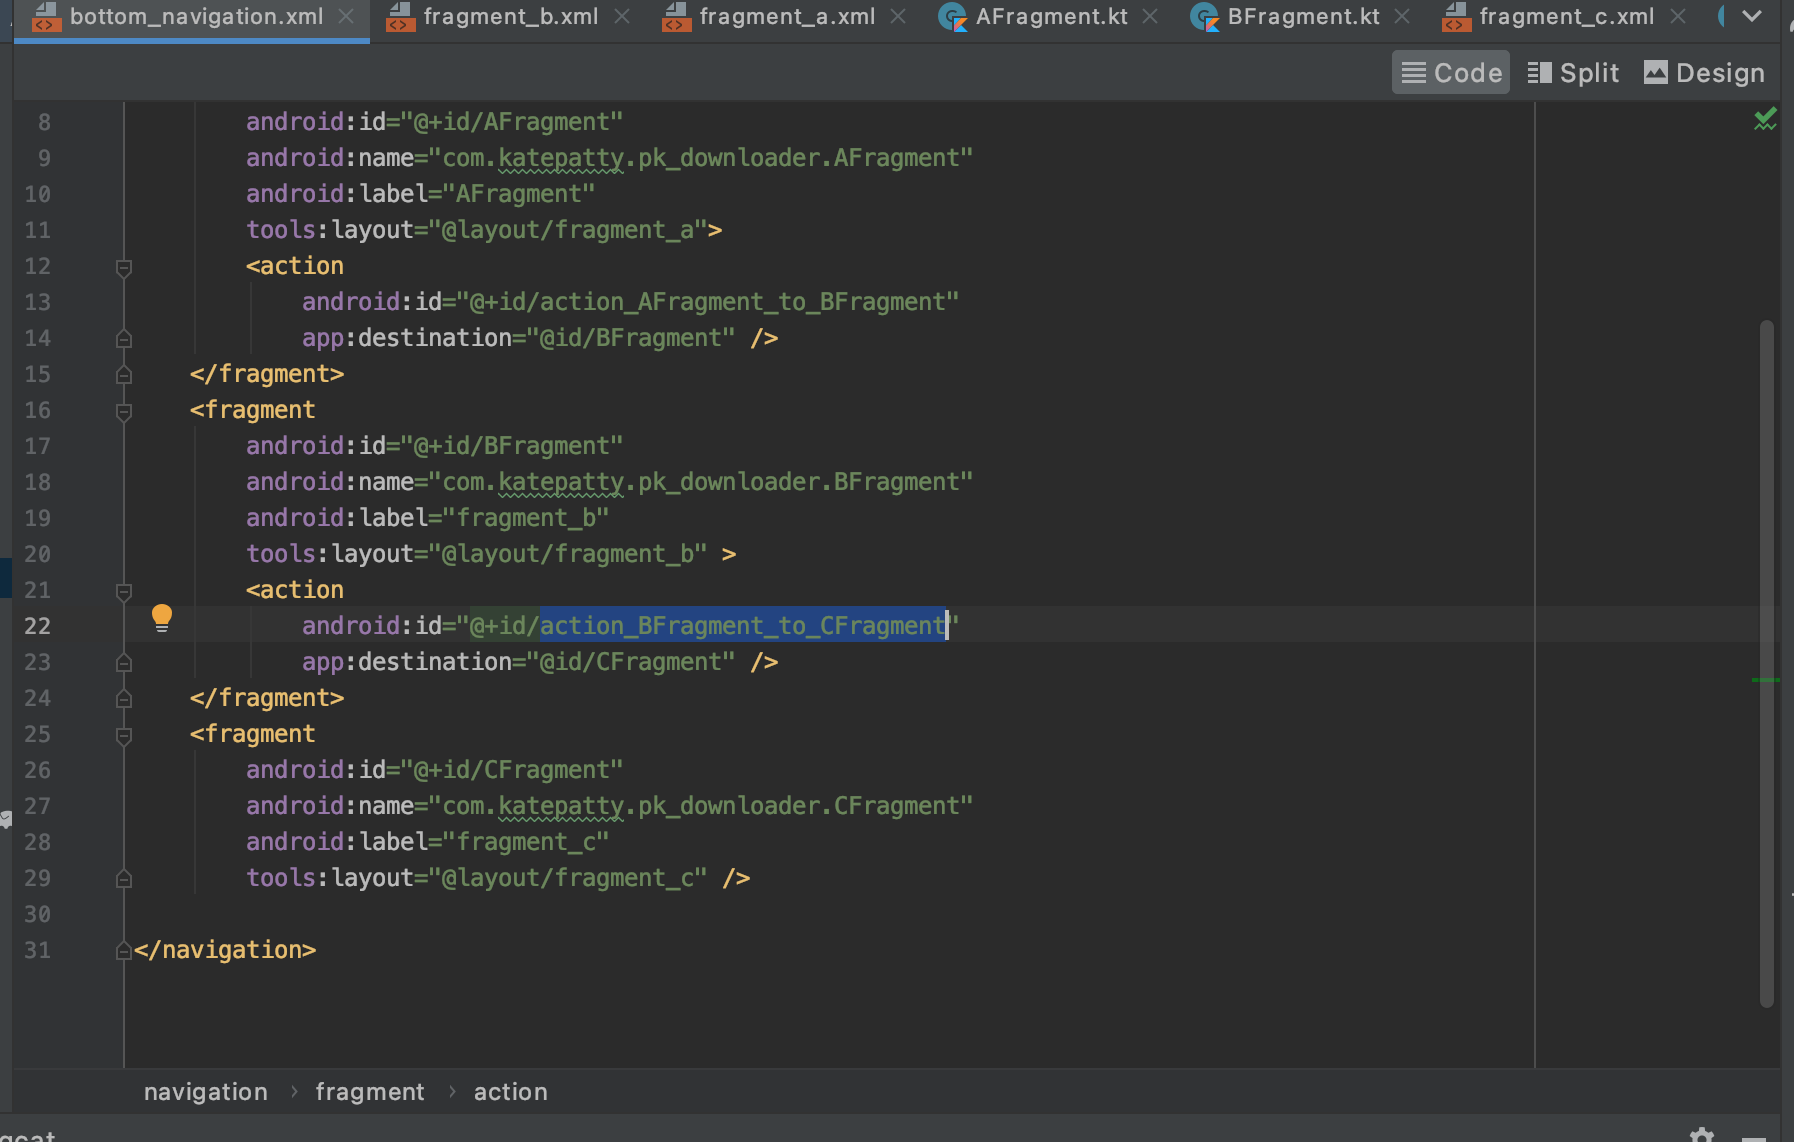 bottom_navigation.xml fragment_b.xml fragment_a.xml AFragment.kt BFragment.kt fragment_c.xml
Code Split Design
8 android:id="@+id/AFragment"
9 android:name="com.katepatty.pk_downloader.AFragment"
10 android:label="AFragment"
11 tools:layout="@layout/fragment_a">
12 <action
13 android:id="@+id/action_AFragment_to_BFragment"
14 app:destination="@id/BFragment" />
15 </fragment>
16 <fragment
17 android:id="@+id/BFragment"
18 android:name="com.katepatty.pk_downloader.BFragment"
19 android:label="fragment_b"
20 tools:layout="@layout/fragment_b" >
21 <action
22 android:id="@+id/action_BFragment_to_CFragment"
23 app:destination="@id/CFragment" />
24 </fragment>
25 <fragment
26 android:id="@+id/CFragment"
27 android:name="com.katepatty.pk_downloader.CFragment"
28 android:label="fragment_c"
29 tools:layout="@layout/fragment_c" />
30
31 </navigation>
navigation › fragment › action